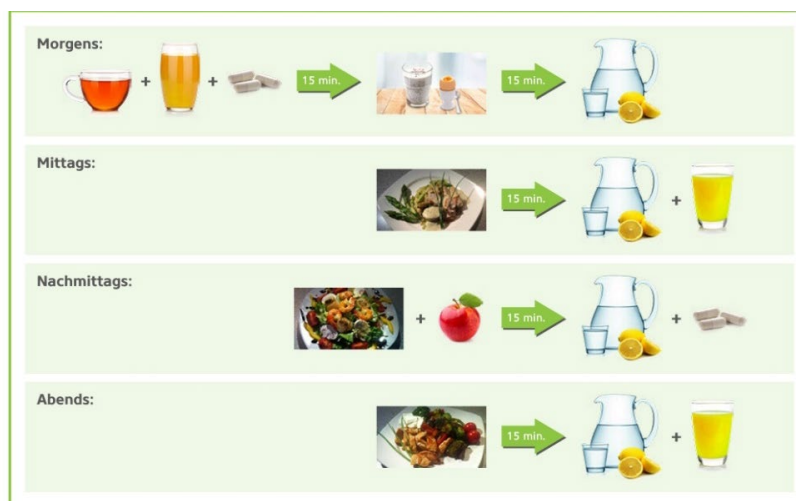 Morgens:
+ + 15 min. 15 min.
Mittags:
15 min. +
Nachmittags:
+ 15 min. +
Abends:
15 min. +